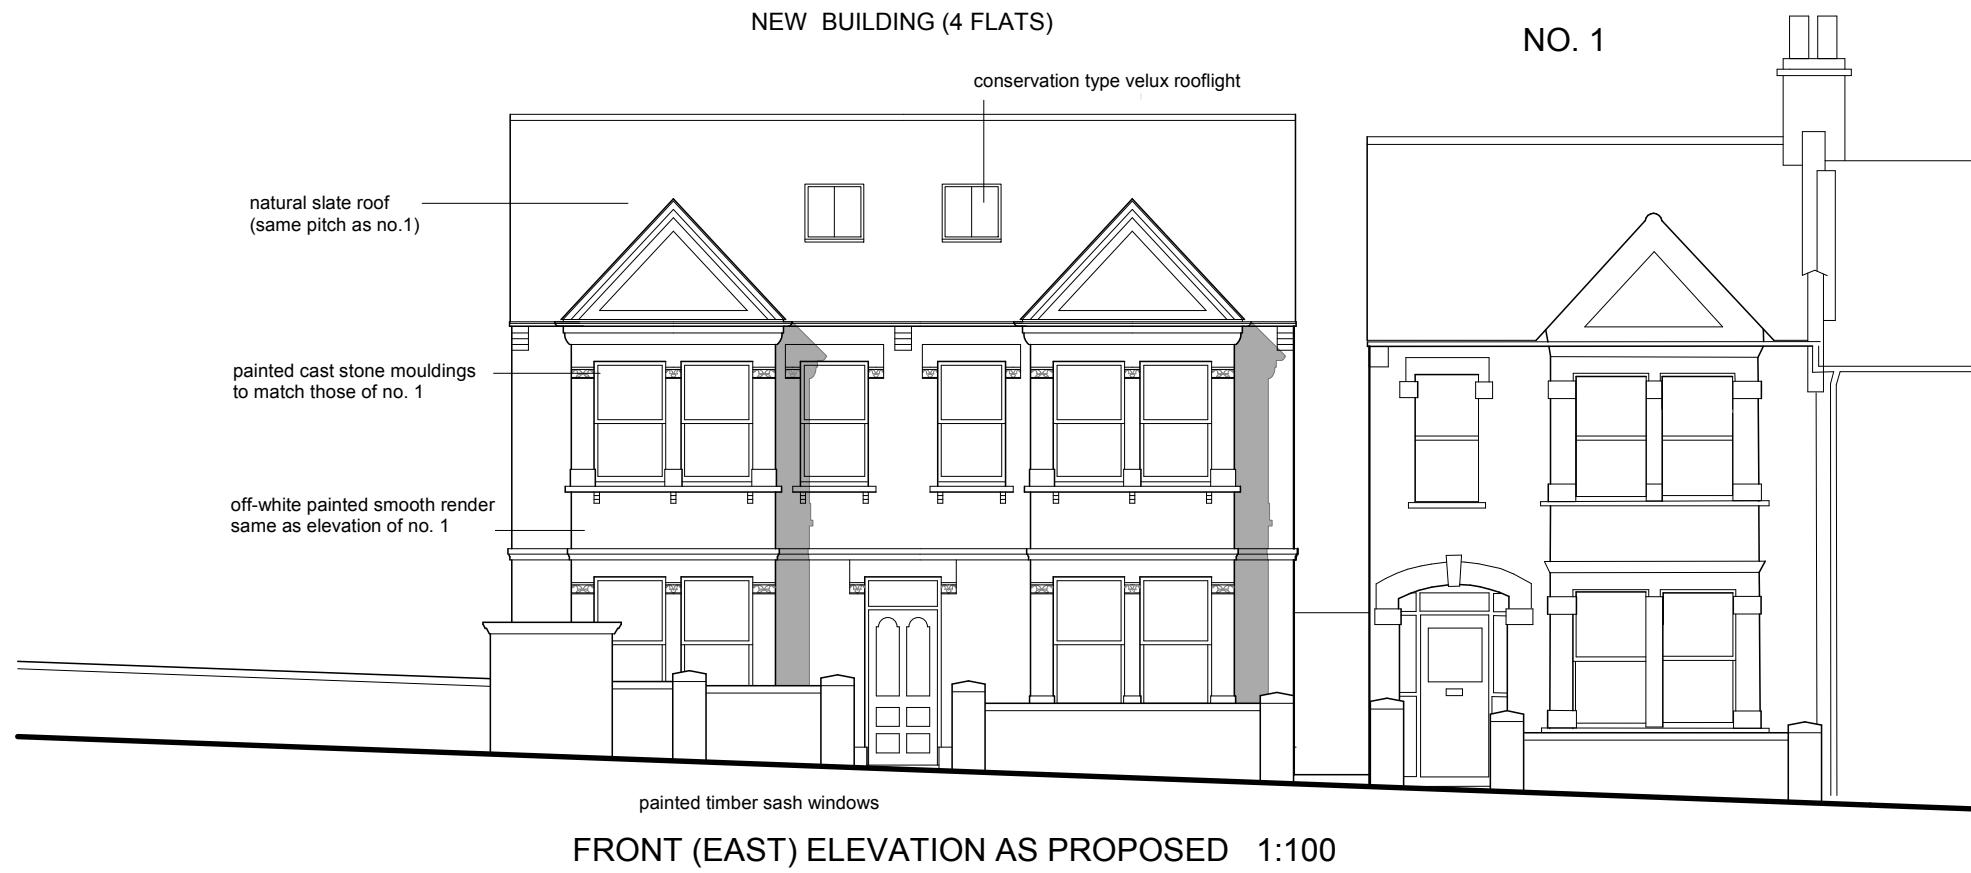 NEW BUILDING (4 FLATS)
NO. 1
conservation type velux rooflight
natural slate roof
(same pitch as no.1)
painted cast stone mouldings
to match those of no. 1
off-white painted smooth render
same as elevation of no. 1
painted timber sash windows
FRONT (EAST) ELEVATION AS PROPOSED 1:100